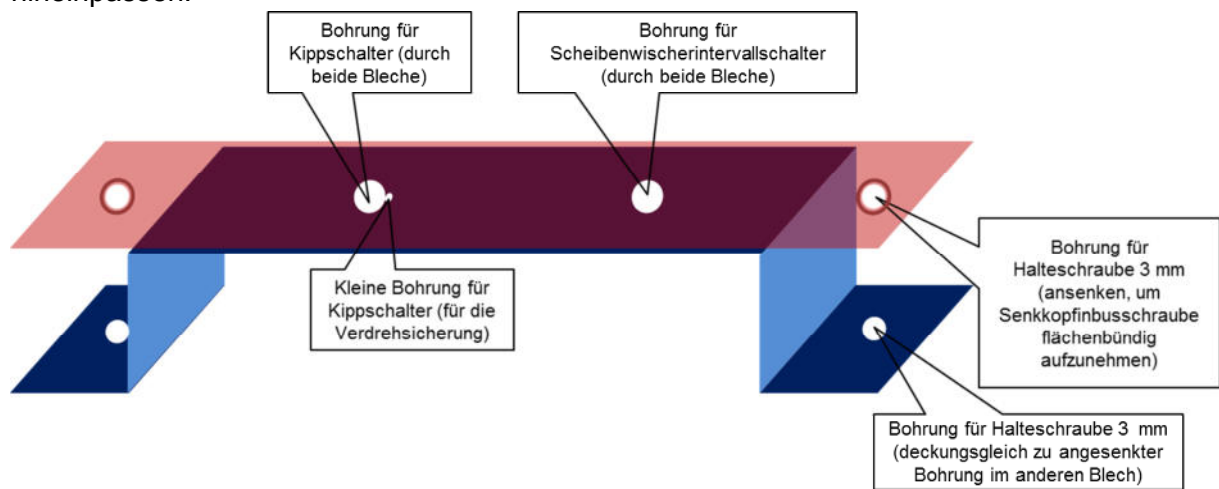 hineinpassen.
Bohrung für
Kippschalter (durch
beide Bleche)
Bohrung für
Scheibenwischerintervallschalter
(durch beide Bleche)
Kleine Bohrung für
Kippschalter (für die
Verdrehsicherung)
Bohrung für
Halteschraube 3 mm
(ansenken, um
Senkkopfinbusschraube
flächenbündig
aufzunehmen)
Bohrung für Halteschraube 3 mm
(deckungsgleich zu angesenkter
Bohrung im anderen Blech)